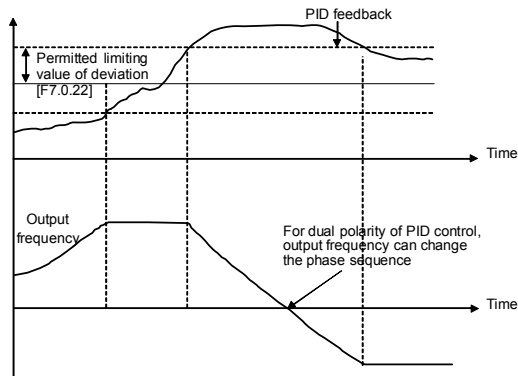 PID feedback
Permitted limiting
value of deviation
[F7.0.22]
Time
Output
frequency
For dual polarity of PID control,
output frequency can change
the phase sequence
Time